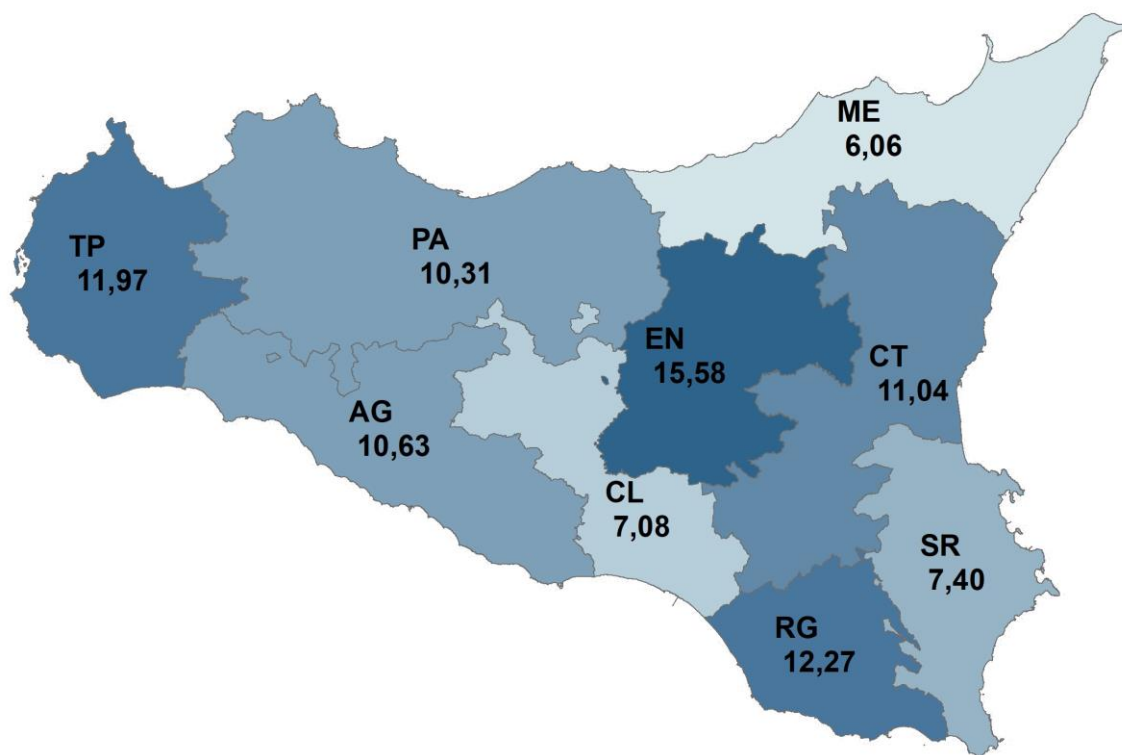 ME
6,06
TP
11,97
PA
10,31
EN
15,58
CT
11,04
AG
10,63
CL
7,08
SR
7,40
RG
12,27